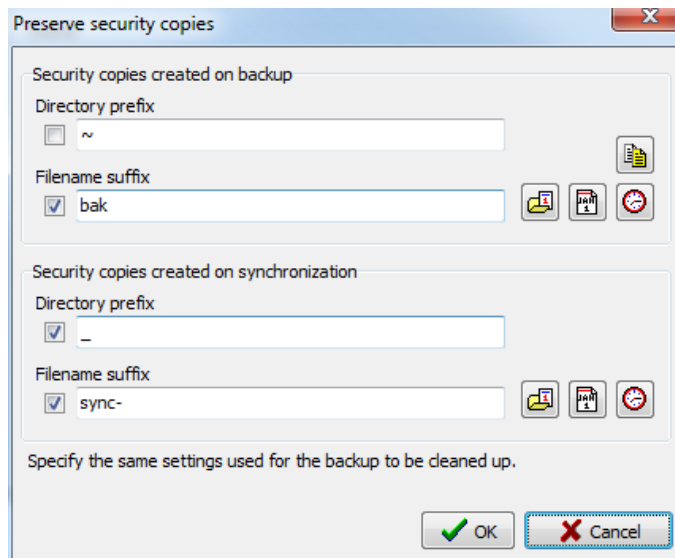 Preserve security copies
Security copies created on backup
Directory prefix
~
Filename suffix
bak
Security copies created on synchronization
Directory prefix
_
Filename suffix
sync-
Specify the same settings used for the backup to be cleaned up.
OK Cancel